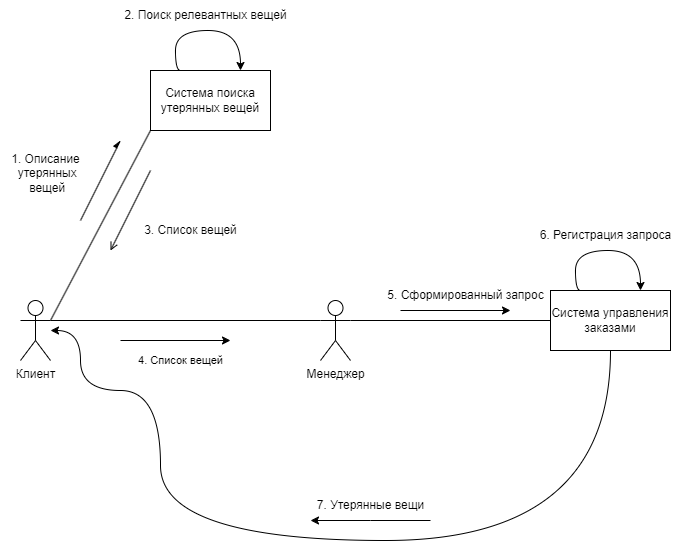 2. Поиск релевантных вещей
Система поиска
утерянных вещей
1. Описание
утерянных
вещей
3. Список вещей
6. Регистрация запроса
5. Сформированный запрос
Система управления
заказами
4. Список вещей
Клиент
Менеджер
7. Утерянные вещи